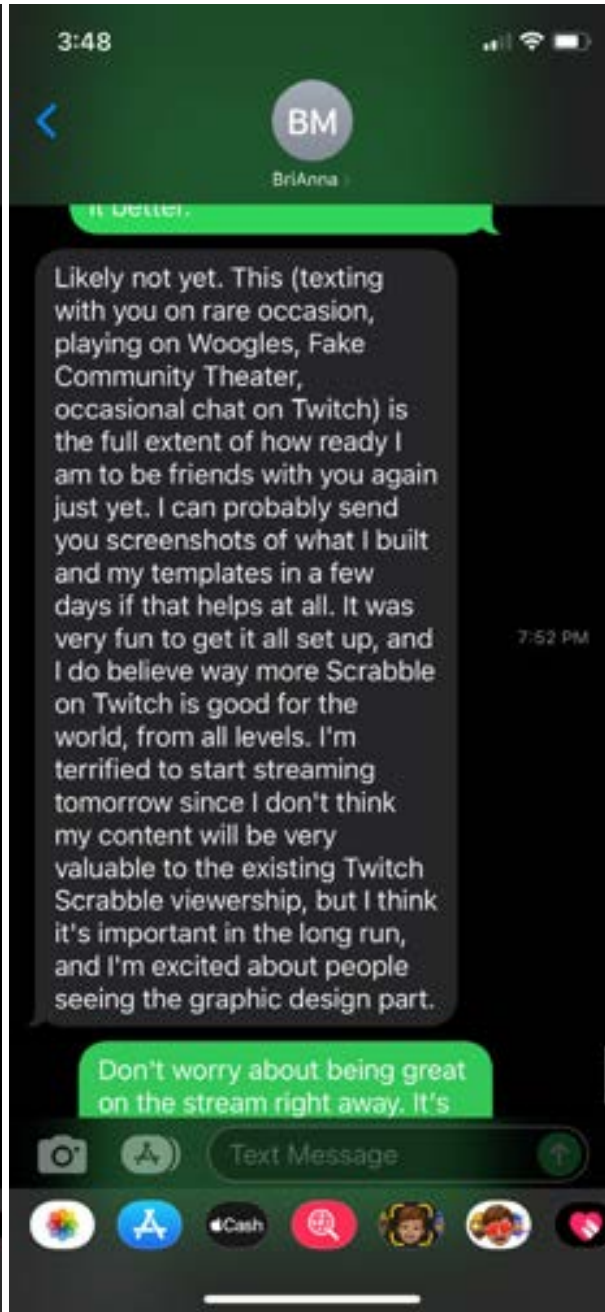 3:48
BM
BriAnna
it better.
Likely not yet. This (texting
with you on rare occasion,
playing on Woogles, Fake
Community Theater,
occasional chat on Twitch) is
the full extent of how ready I
am to be friends with you again
just yet. I can probably send
you screenshots of what I built
and my templates in a few
days if that helps at all. It was
very fun to get it all set up, and
I do believe way more Scrabble
on Twitch is good for the
world, from all levels. I'm
terrified to start streaming
tomorrow since I don't think
my content will be very
valuable to the existing Twitch
Scrabble viewership, but I think
it's important in the long run,
and I'm excited about people
seeing the graphic design part.
7:52 PM
Don't worry about being great
on the stream right away. It's
Text Message
Cash